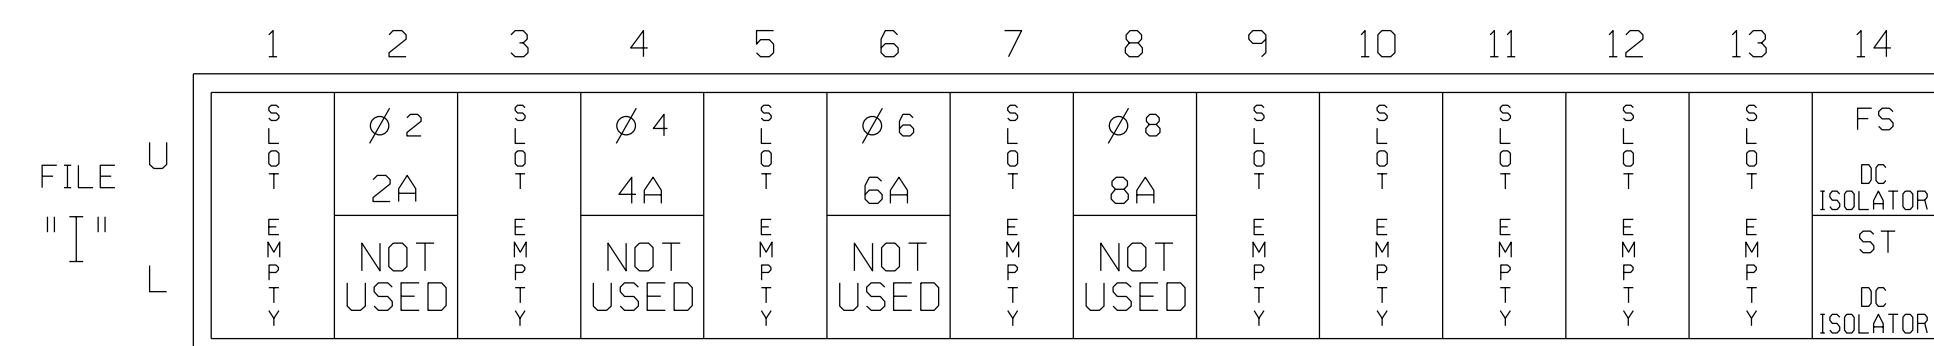 1 2 3 4 5 6 7 8 9 10 11 12 13 14
FILE
"I"
U
L
SLOT EMPTY
Ø 2
2A
NOT
USED
SLOT EMPTY
Ø 4
4A
NOT
USED
SLOT EMPTY
Ø 6
6A
NOT
USED
SLOT EMPTY
Ø 8
8A
NOT
USED
SLOT EMPTY
SLOT EMPTY
SLOT EMPTY
SLOT EMPTY
SLOT EMPTY
FS
DC
ISOLATOR
ST
DC
ISOLATOR